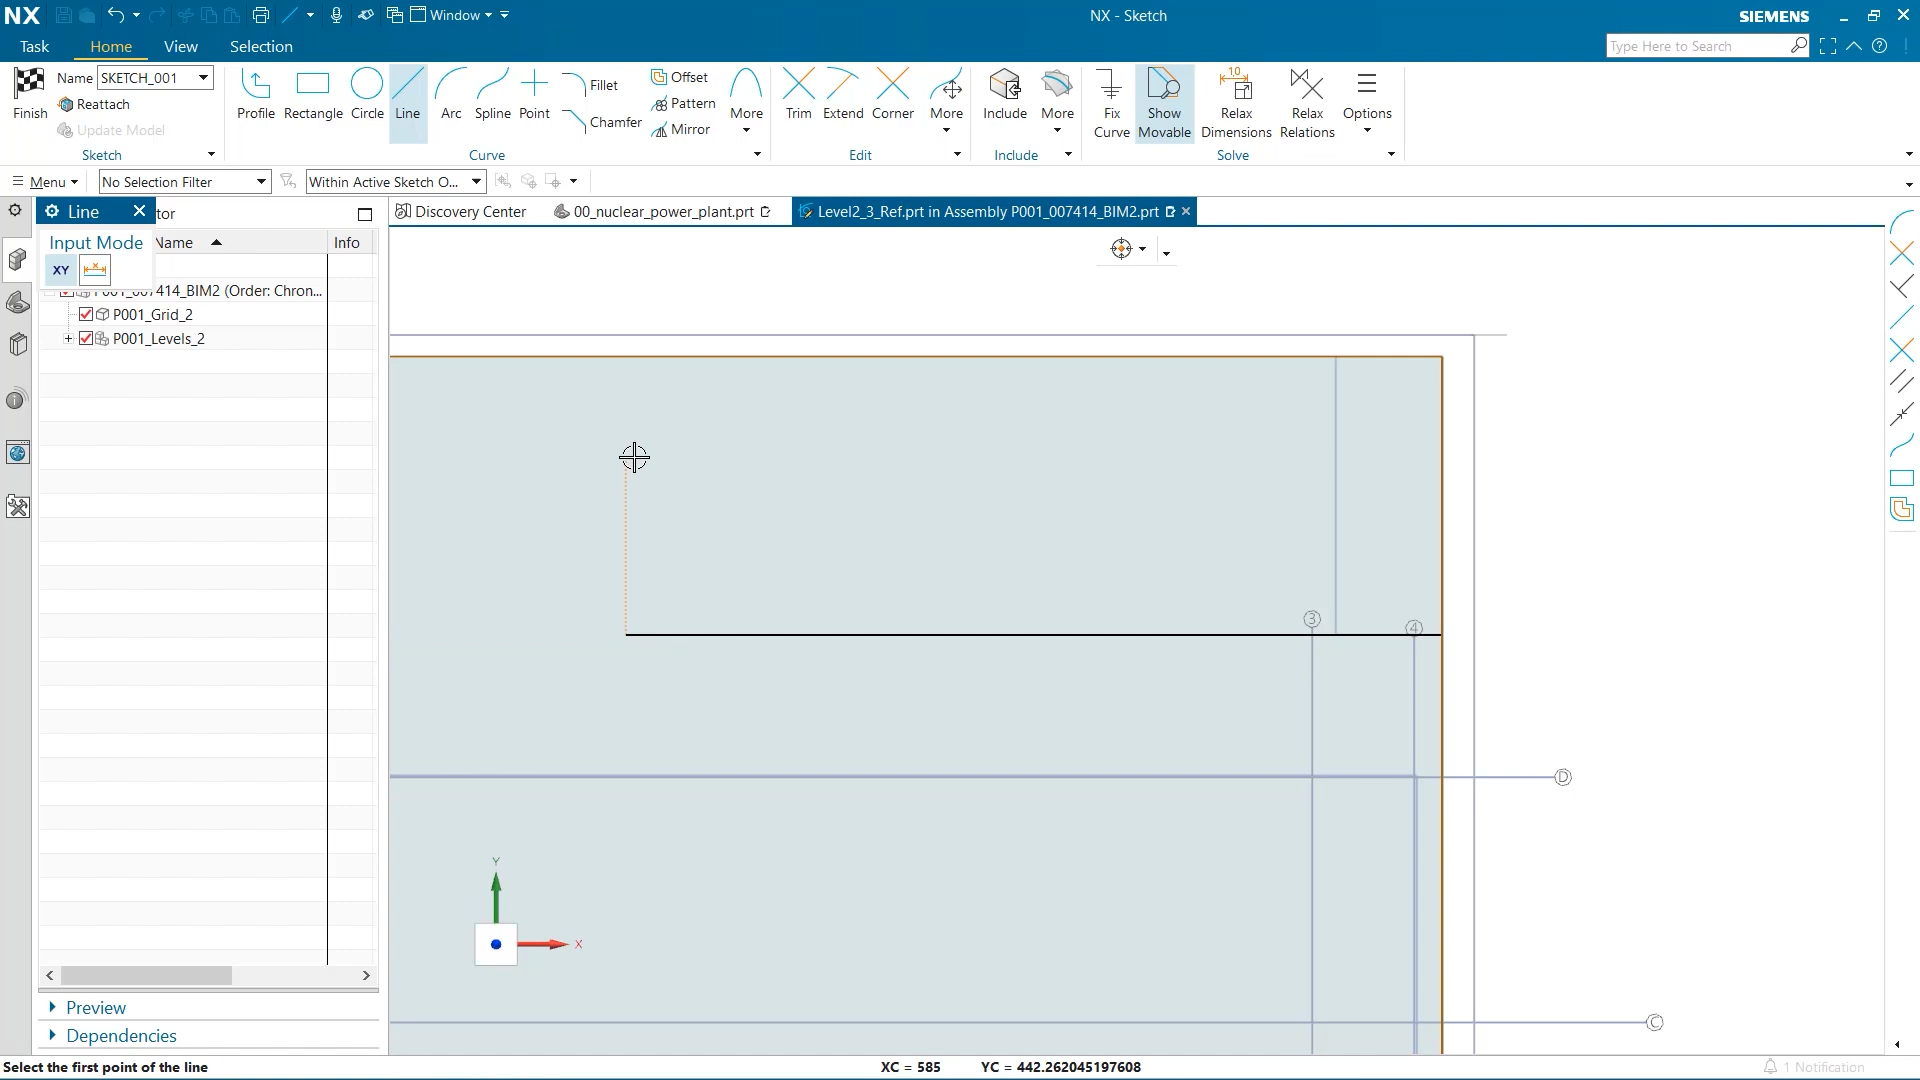 NX
Window
NX - Sketch
SIEMENS
Task
Home
View
Selection
Type Here to Search
Name
SKETCH_001
Finish
Reattach
Update Model
Sketch
Profile
Rectangle
Circle
Line
Arc
Spline
Point
Fillet
Chamfer
Offset
Pattern
Mirror
More
Curve
Trim
Extend
Corner
More
Edit
Include
More
Include
Fix
Curve
Show
Movable
Relax
Dimensions
Relax
Relations
Options
Solve
Menu
No Selection Filter
Within Active Sketch O...
Line
tor
Discovery Center
00_nuclear_power_plant.prt
Level2_3_Ref.prt in Assembly P001_007414_BIM2.prt
Input Mode
Name
Info
XY
P001_007414_BIM2 (Order: Chron...
P001_Grid_2
P001_Levels_2
3
4
D
Y
X
C
Preview
Dependencies
Select the first point of the line
XC = 585
YC = 442.262045197608
1 Notification